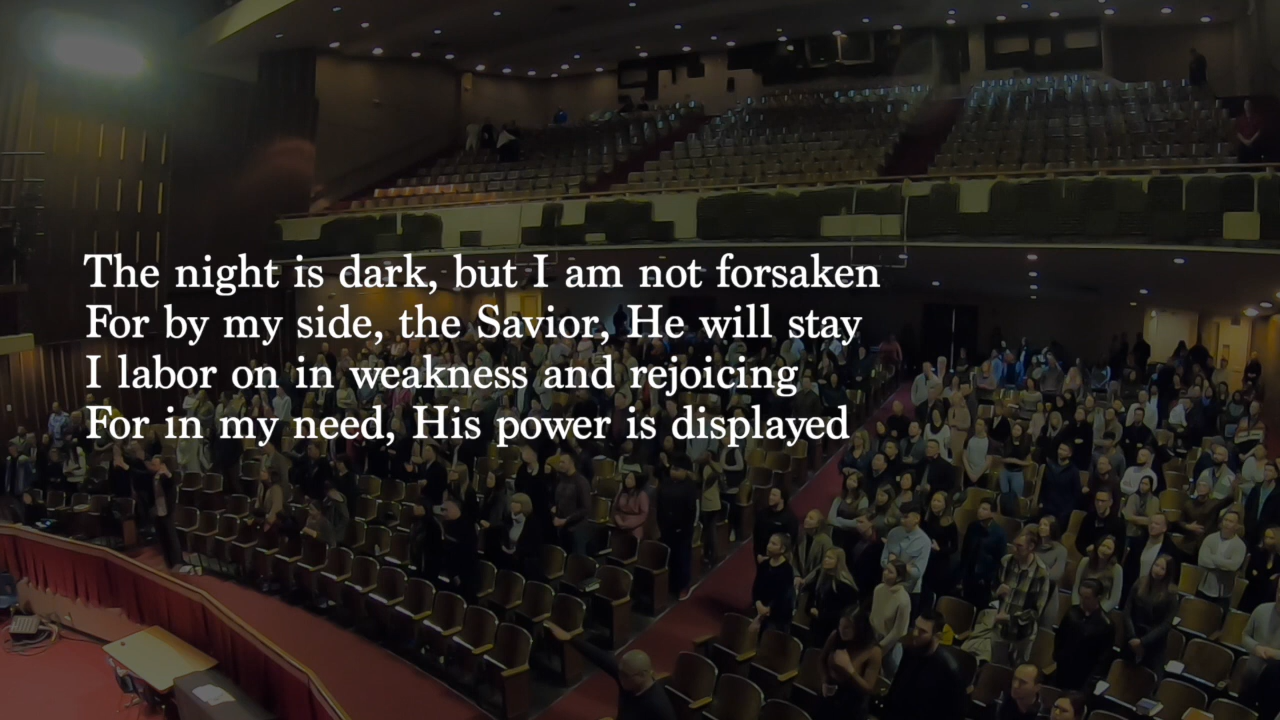 The night is dark, but I am not forsaken
For by my side, the Savior, He will stay
I labor on in weakness and rejoicing
For in my need, His power is displayed